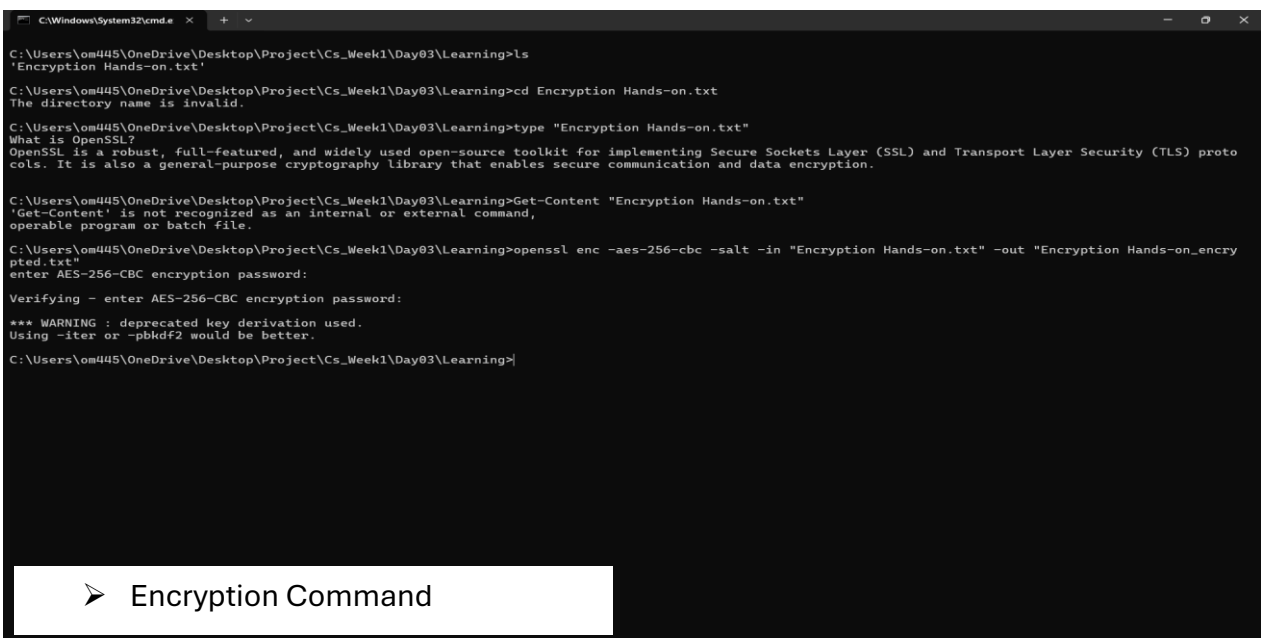 C:\Windows\System32\cmd.e
C:\Users\om445\OneDrive\Desktop\Project\Cs_Week1\Day03\Learning>ls
'Encryption Hands-on.txt'
C:\Users\om445\OneDrive\Desktop\Project\Cs_Week1\Day03\Learning>cd Encryption Hands-on.txt
The directory name is invalid.
C:\Users\om445\OneDrive\Desktop\Project\Cs_Week1\Day03\Learning>type "Encryption Hands-on.txt"
What is OpenSSL?
OpenSSL is a robust, full-featured, and widely used open-source toolkit for implementing Secure Sockets Layer (SSL) and Transport Layer Security (TLS) proto
cols. It is also a general-purpose cryptography library that enables secure communication and data encryption.
C:\Users\om445\OneDrive\Desktop\Project\Cs_Week1\Day03\Learning>Get-Content "Encryption Hands-on.txt"
'Get-Content' is not recognized as an internal or external command,
operable program or batch file.
C:\Users\om445\OneDrive\Desktop\Project\Cs_Week1\Day03\Learning>openssl enc -aes-256-cbc -salt -in "Encryption Hands-on.txt" -out "Encryption Hands-on_encry
pted.txt"
enter AES-256-CBC encryption password:
Verifying - enter AES-256-CBC encryption password:
*** WARNING : deprecated key derivation used.
Using -iter or -pbkdf2 would be better.
C:\Users\om445\OneDrive\Desktop\Project\Cs_Week1\Day03\Learning>
➢ Encryption Command